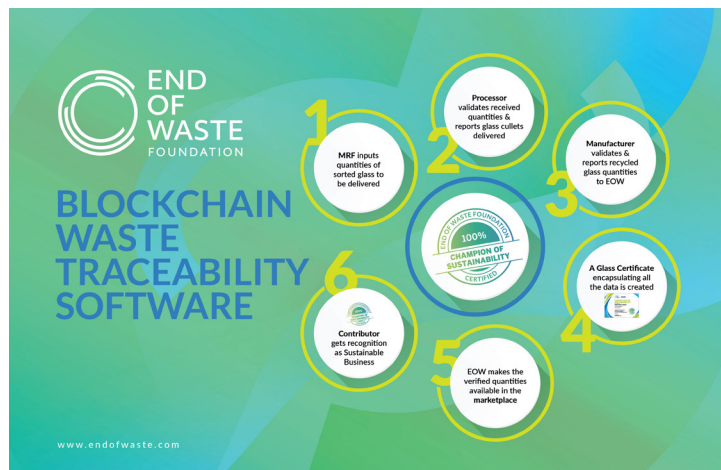 END
OF
WASTE
FOUNDATION
BLOCKCHAIN
WASTE
TRACEABILITY
SOFTWARE
1
MRF inputs
quantities of
sorted glass to
be delivered
2
Processor
validates received
quantities &
reports glass cullets
delivered
3
Manufacturer
validates &
reports recycled
glass quantities
to EOW
4
A Glass Certificate
encapsulating all
the data is created
5
EOW makes the
verified quantities
available in the
marketplace
6
Contributor
gets recognition
as Sustainable
Business
END OF WASTE FOUNDATION
100%
CHAMPION OF
SUSTAINABILITY
CERTIFIED
www.endofwaste.com